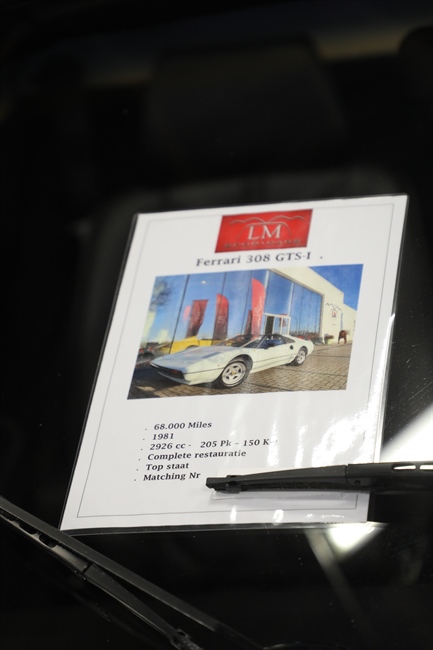 LM
Ferrari 308 GTS-I
68.000 Miles
1981
2926 cc - 205 Pk - 150 K
Complete restauratie
Top staat
Matching Nr